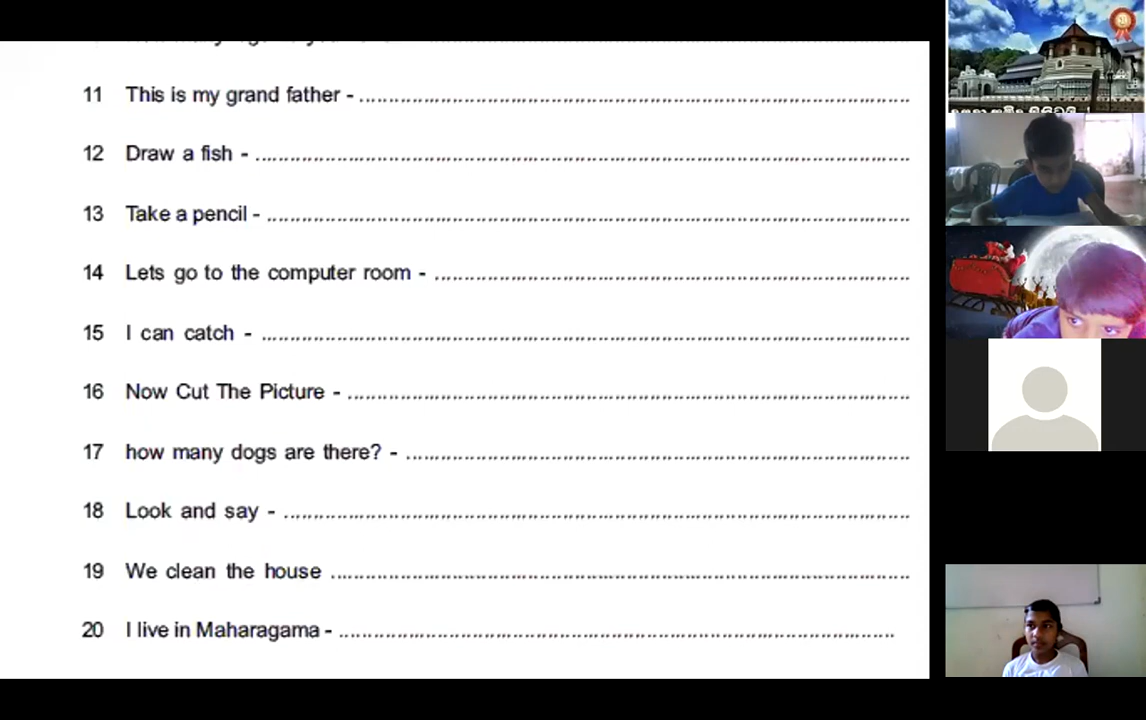 11 This is my grand father - ..........
12 Draw a fish - ..........
13 Take a pencil - ..........
14 Lets go to the computer room - ..........
15 I can catch - ..........
16 Now Cut The Picture - ..........
17 how many dogs are there? - ..........
18 Look and say - ..........
19 We clean the house ..........
20 I live in Maharagama - ..........